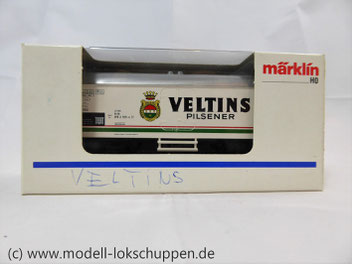 märklin
HO
VELTINS
PILSENER
VELTINS
(c) www.modell-lokschuppen.de